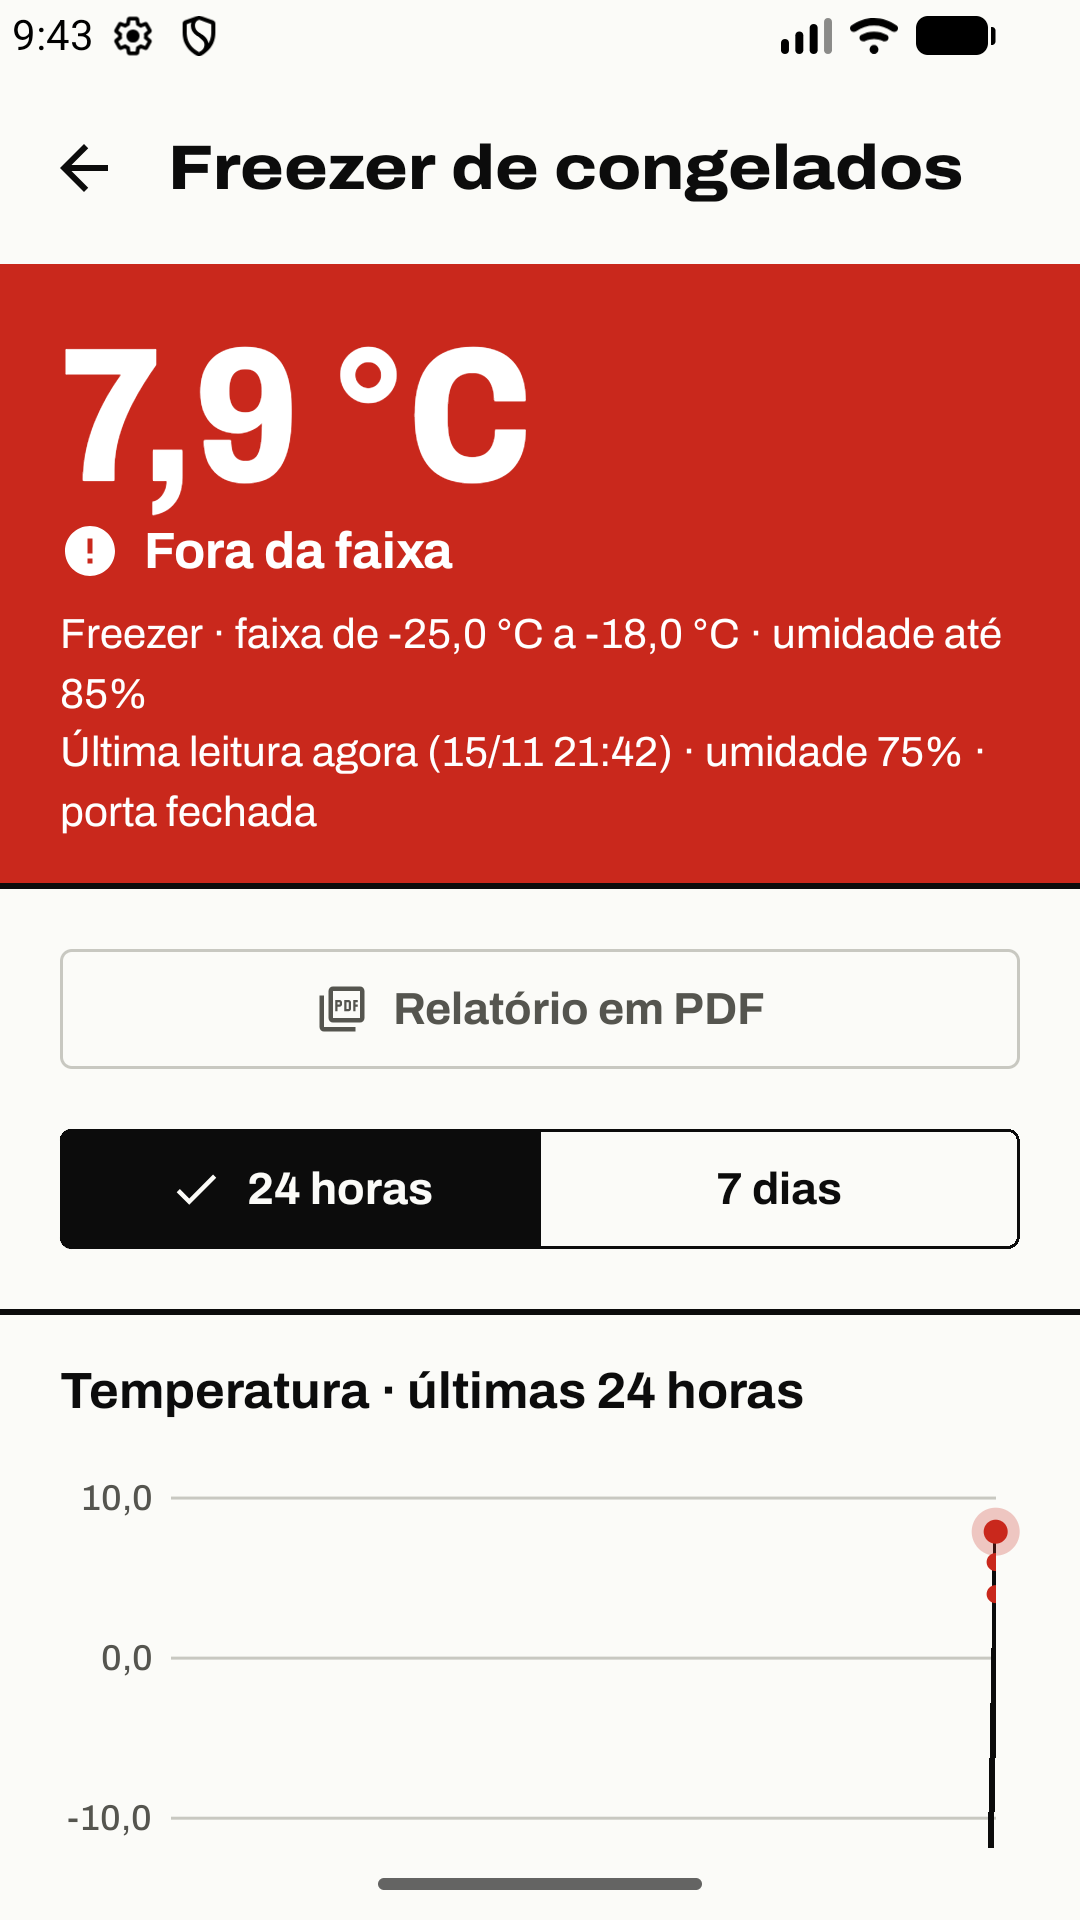 9:43
Freezer de congelados
7,9 °C
Fora da faixa
Freezer · faixa de -25,0 °C a -18,0 °C · umidade até
85%
Última leitura agora (15/11 21:42) · umidade 75% ·
porta fechada
PDF Relatório em PDF
24 horas
7 dias
Temperatura · últimas 24 horas
10,0
0,0
-10,0